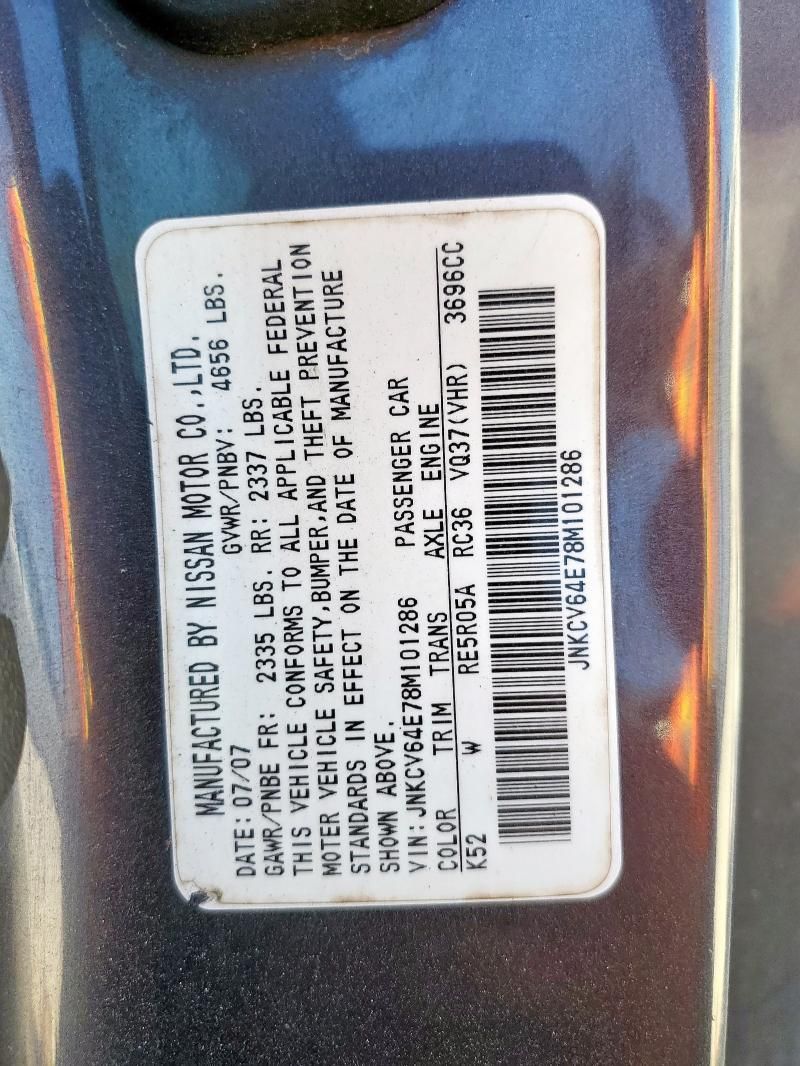 MANUFACTURED BY NISSAN MOTOR CO.,LTD.
DATE: 07/07 GVWR/PNBV: 4656 LBS.
GAWR/PNBE FR: 2335 LBS. RR: 2337 LBS.
THIS VEHICLE CONFORMS TO ALL APPLICABLE FEDERAL
MOTER VEHICLE SAFETY,BUMPER,AND THEFT PREVENTION
STANDARDS IN EFFECT ON THE DATE OF MANUFACTURE
SHOWN ABOVE.
VIN: JNKCV64E78M101286 PASSENGER CAR
COLOR TRIM TRANS AXLE ENGINE
K52 W RE5R05A RC36 VQ37(VHR) 3696CC
JNKCV64E78M101286